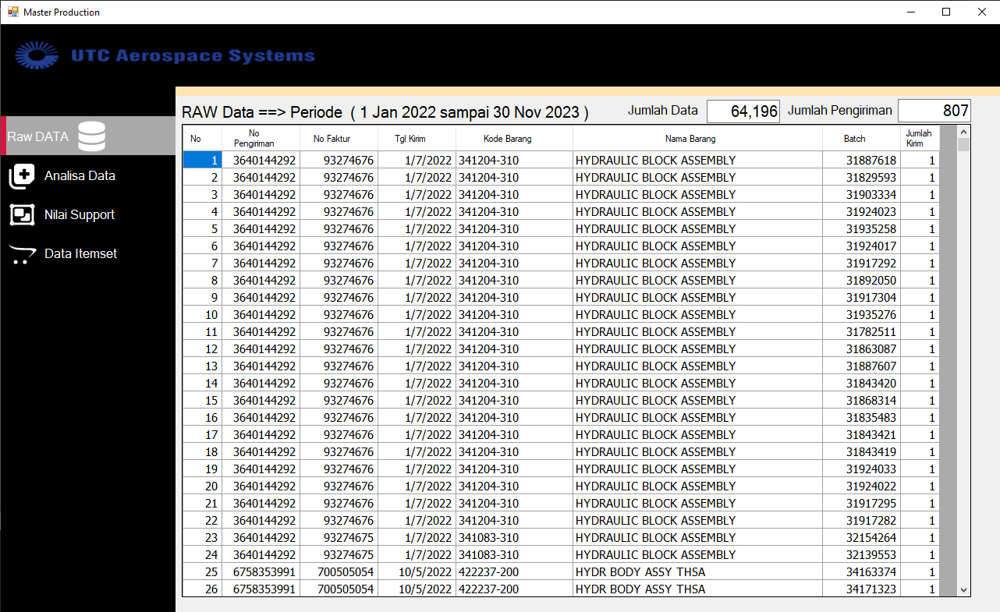 Master Production
UTC Aerospace Systems
RAW Data ==> Periode ( 1 Jan 2022 sampai 30 Nov 2023 ) Jumlah Data 64,196 Jumlah Pengiriman 807
Raw DATA
Analisa Data
Nilai Support
Data Itemset
No No Pengiriman No Faktur Tgl Kirim Kode Barang Nama Barang Batch Jumlah Kirim
1 3640144292 93274676 1/7/2022 341204-310 HYDRAULIC BLOCK ASSEMBLY 31887618 1
2 3640144292 93274676 1/7/2022 341204-310 HYDRAULIC BLOCK ASSEMBLY 31829593 1
3 3640144292 93274676 1/7/2022 341204-310 HYDRAULIC BLOCK ASSEMBLY 31903334 1
4 3640144292 93274676 1/7/2022 341204-310 HYDRAULIC BLOCK ASSEMBLY 31924023 1
5 3640144292 93274676 1/7/2022 341204-310 HYDRAULIC BLOCK ASSEMBLY 31935258 1
6 3640144292 93274676 1/7/2022 341204-310 HYDRAULIC BLOCK ASSEMBLY 31924017 1
7 3640144292 93274676 1/7/2022 341204-310 HYDRAULIC BLOCK ASSEMBLY 31917292 1
8 3640144292 93274676 1/7/2022 341204-310 HYDRAULIC BLOCK ASSEMBLY 31892050 1
9 3640144292 93274676 1/7/2022 341204-310 HYDRAULIC BLOCK ASSEMBLY 31917304 1
10 3640144292 93274676 1/7/2022 341204-310 HYDRAULIC BLOCK ASSEMBLY 31935276 1
11 3640144292 93274676 1/7/2022 341204-310 HYDRAULIC BLOCK ASSEMBLY 31782511 1
12 3640144292 93274676 1/7/2022 341204-310 HYDRAULIC BLOCK ASSEMBLY 31863087 1
13 3640144292 93274676 1/7/2022 341204-310 HYDRAULIC BLOCK ASSEMBLY 31887607 1
14 3640144292 93274676 1/7/2022 341204-310 HYDRAULIC BLOCK ASSEMBLY 31843420 1
15 3640144292 93274676 1/7/2022 341204-310 HYDRAULIC BLOCK ASSEMBLY 31868314 1
16 3640144292 93274676 1/7/2022 341204-310 HYDRAULIC BLOCK ASSEMBLY 31835483 1
17 3640144292 93274676 1/7/2022 341204-310 HYDRAULIC BLOCK ASSEMBLY 31843421 1
18 3640144292 93274676 1/7/2022 341204-310 HYDRAULIC BLOCK ASSEMBLY 31843419 1
19 3640144292 93274676 1/7/2022 341204-310 HYDRAULIC BLOCK ASSEMBLY 31924033 1
20 3640144292 93274676 1/7/2022 341204-310 HYDRAULIC BLOCK ASSEMBLY 31924022 1
21 3640144292 93274676 1/7/2022 341204-310 HYDRAULIC BLOCK ASSEMBLY 31917295 1
22 3640144292 93274676 1/7/2022 341204-310 HYDRAULIC BLOCK ASSEMBLY 31917282 1
23 3640144292 93274675 1/7/2022 341083-310 HYDRAULIC BLOCK ASSEMBLY 32154264 1
24 3640144292 93274675 1/7/2022 341083-310 HYDRAULIC BLOCK ASSEMBLY 32139553 1
25 6758353991 700505054 10/5/2022 422237-200 HYDR BODY ASSY THSA 34163374 1
26 6758353991 700505054 10/5/2022 422237-200 HYDR BODY ASSY THSA 34171323 1